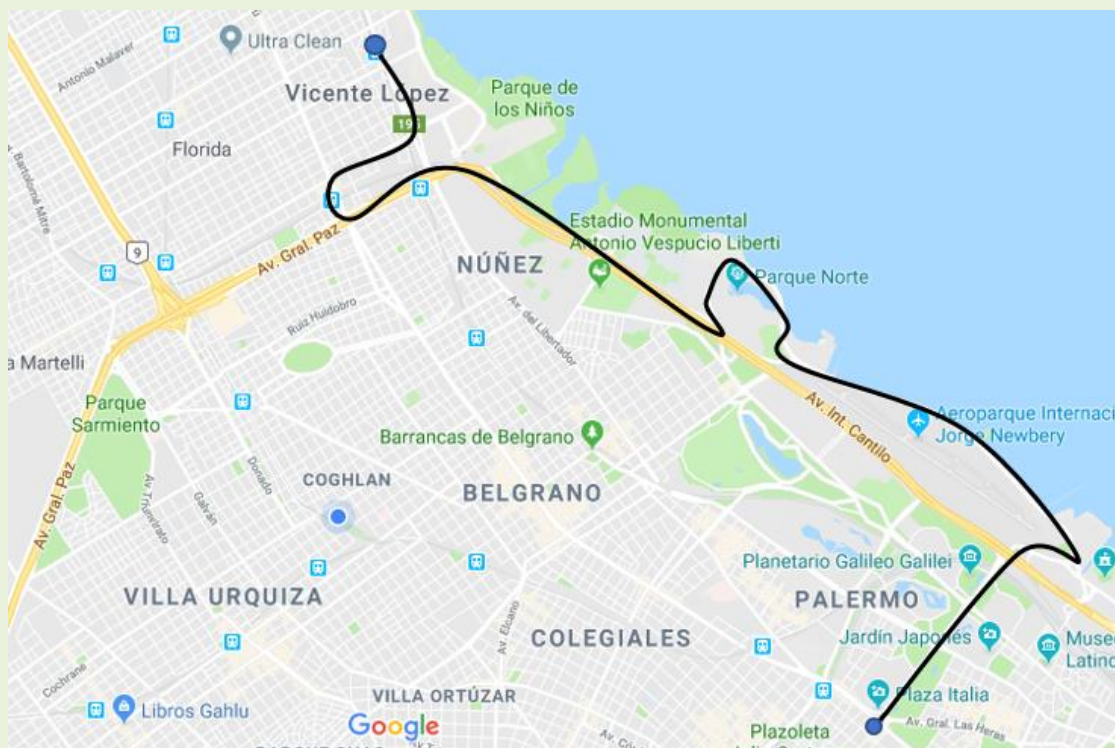 Ultra Clean
Antonio Malaver
Vicente López
Parque de
los Niños
Florida
Bartolomé Mitre
9
Av. Gral. Paz
Estadio Monumental
Antonio Vespucio Liberti
NÚÑEZ
Parque Norte
Ruiz Huidobro
Av. del Libertador
Martelli
Parque
Sarmiento
Av. Int. Cantilo
Aeroparque Internaci
Jorge Newbery
Barrancas de Belgrano
COGHLAN
BELGRANO
Donado
Galván
Av Triunvirato
Av. Gral. Paz
Planetario Galileo Galilei
VILLA URQUIZA
PALERMO
Av. Elcano
COLEGIALES
Jardín Japonés
Museo
Latino
Cochrane
VILLA ORTÚZAR
Plaza Italia
Libros Gahlu
Google
Plazoleta
Av. Gral. Las Heras